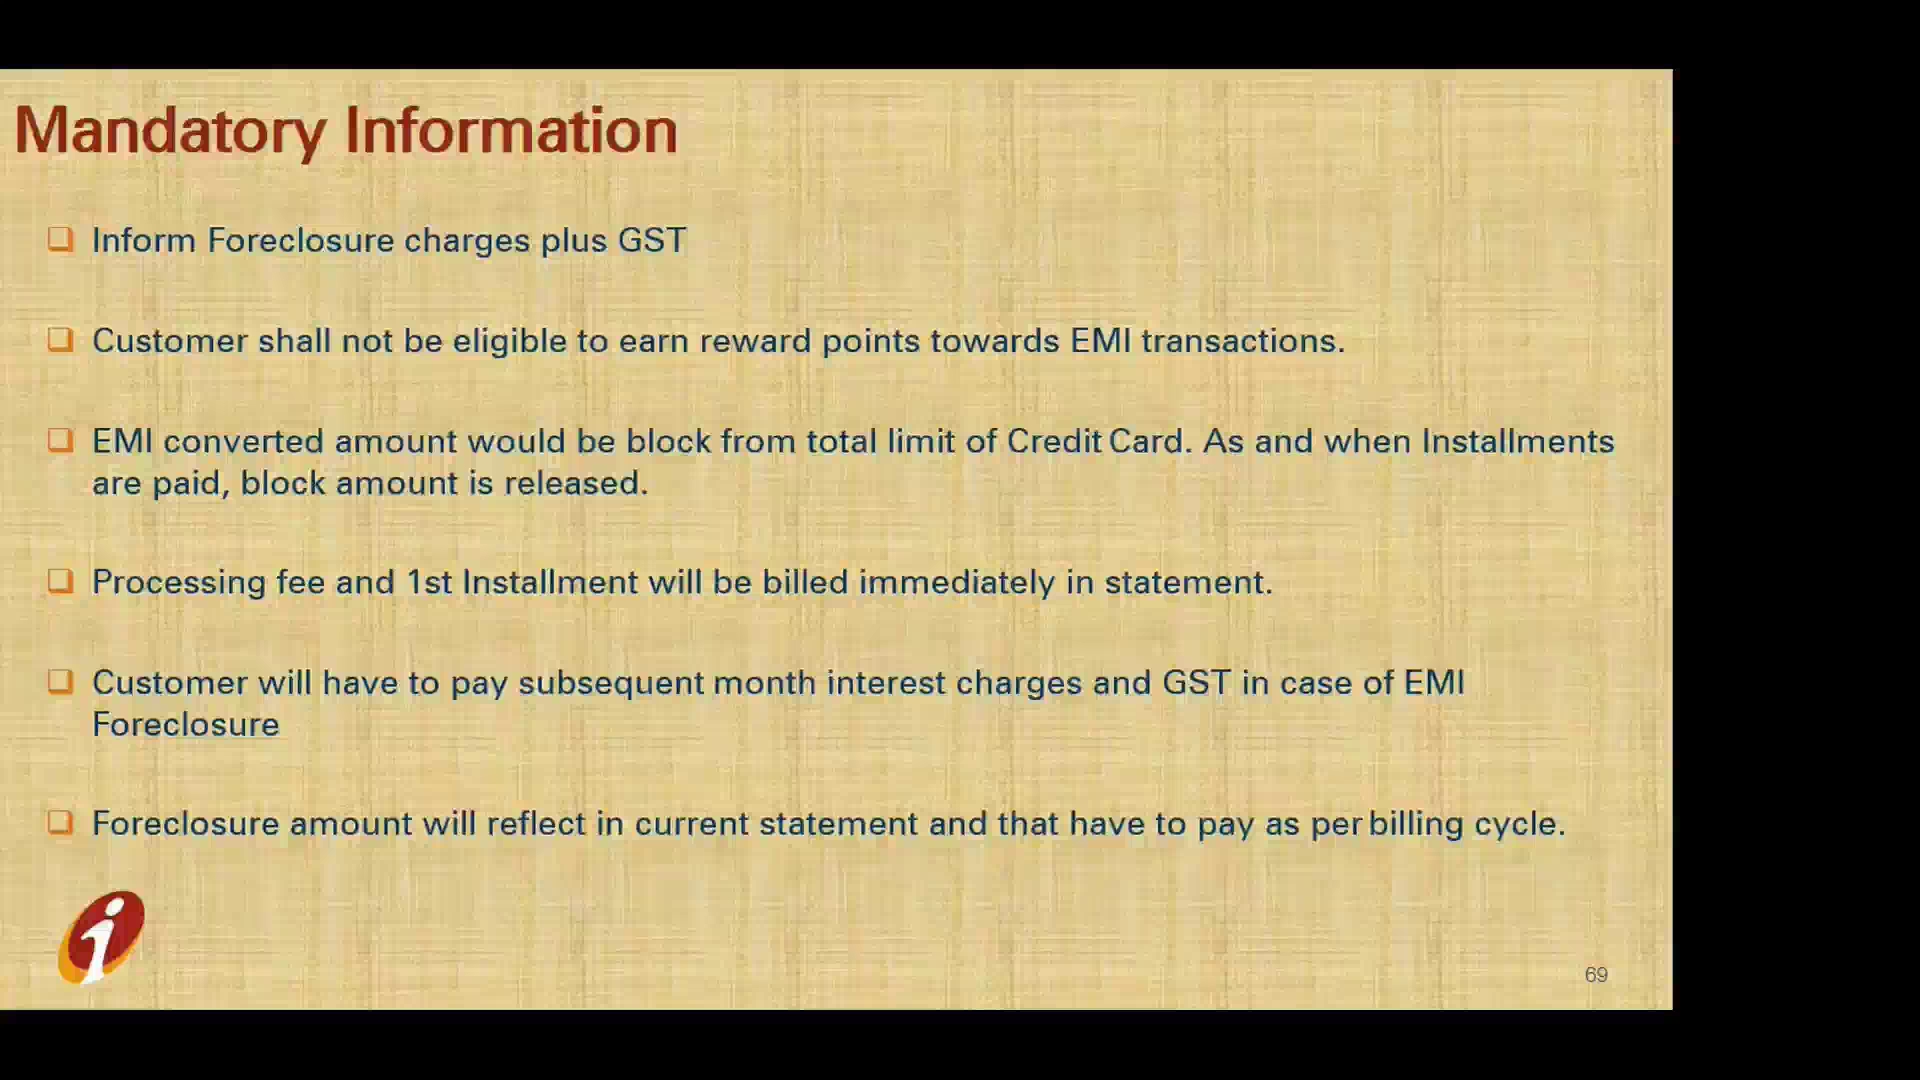 Mandatory Information
Inform Foreclosure charges plus GST
Customer shall not be eligible to earn reward points towards EMI transactions.
EMI converted amount would be block from total limit of Credit Card. As and when Installments
are paid, block amount is released.
Processing fee and 1st Installment will be billed immediately in statement.
Customer will have to pay subsequent month interest charges and GST in case of EMI
Foreclosure
Foreclosure amount will reflect in current statement and that have to pay as per billing cycle.
i
69